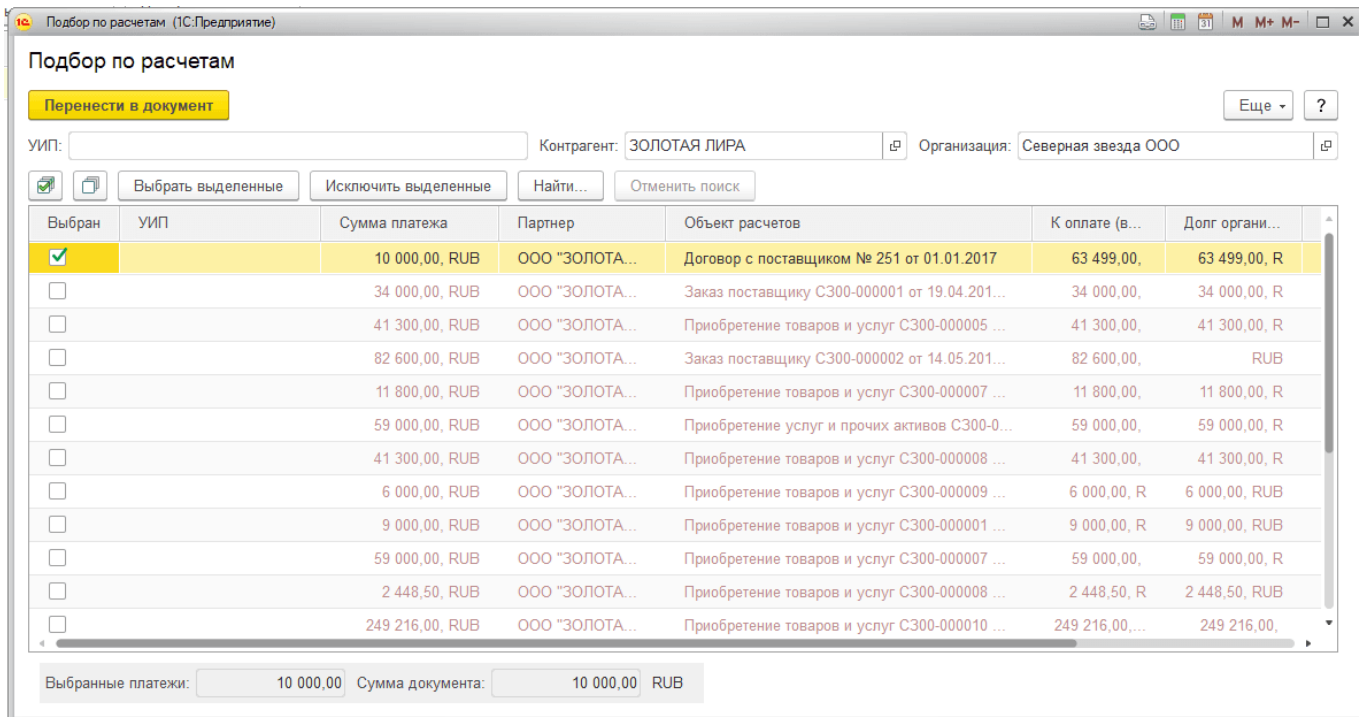 1С Подбор по расчетам (1С:Предприятие) 31 M M+ M-
Подбор по расчетам
Перенести в документ Еще ?
УИП: Контрагент: ЗОЛОТАЯ ЛИРА Организация: Северная звезда ООО
Выбрать выделенные Исключить выделенные Найти... Отменить поиск
Выбран УИП Сумма платежа Партнер Объект расчетов К оплате (в... Долг органи...
10 000,00, RUB ООО "ЗОЛОТА... Договор с поставщиком № 251 от 01.01.2017 63 499,00, 63 499,00, R
34 000,00, RUB ООО "ЗОЛОТА... Заказ поставщику СЗ00-000001 от 19.04.201... 34 000,00, 34 000,00, R
41 300,00, RUB ООО "ЗОЛОТА... Приобретение товаров и услуг СЗ00-000005 ... 41 300,00, 41 300,00, R
82 600,00, RUB ООО "ЗОЛОТА... Заказ поставщику СЗ00-000002 от 14.05.201... 82 600,00, RUB
11 800,00, RUB ООО "ЗОЛОТА... Приобретение товаров и услуг СЗ00-000007 ... 11 800,00, 11 800,00, R
59 000,00, RUB ООО "ЗОЛОТА... Приобретение услуг и прочих активов СЗ00-0... 59 000,00, 59 000,00, R
41 300,00, RUB ООО "ЗОЛОТА... Приобретение товаров и услуг СЗ00-000008 ... 41 300,00, 41 300,00, R
6 000,00, RUB ООО "ЗОЛОТА... Приобретение товаров и услуг СЗ00-000009 ... 6 000,00, R 6 000,00, RUB
9 000,00, RUB ООО "ЗОЛОТА... Приобретение товаров и услуг СЗ00-000001 ... 9 000,00, R 9 000,00, RUB
59 000,00, RUB ООО "ЗОЛОТА... Приобретение товаров и услуг СЗ00-000007 ... 59 000,00, 59 000,00, R
2 448,50, RUB ООО "ЗОЛОТА... Приобретение товаров и услуг СЗ00-000008 ... 2 448,50, R 2 448,50, RUB
249 216,00, RUB ООО "ЗОЛОТА... Приобретение товаров и услуг СЗ00-000010 ... 249 216,00,... 249 216,00,
Выбранные платежи: 10 000,00 Сумма документа: 10 000,00 RUB